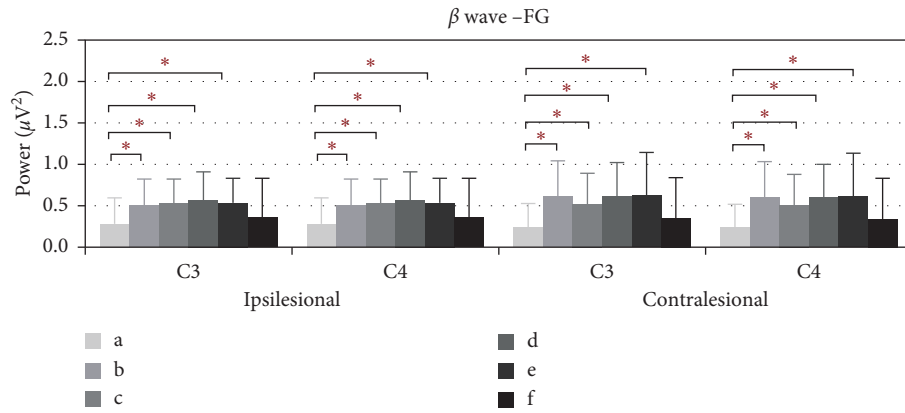 β wave –FG
Power (μV²)
2.5
2.0
1.5
1.0
0.5
0.0
* * * *
* * * *
* * * *
* * * *
C3 C4 C3 C4
Ipsilesional Contralesional
a d
b e
c f